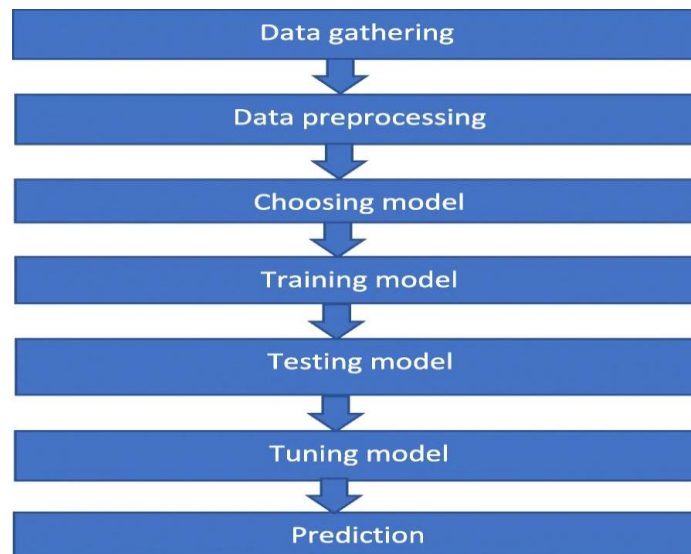 Data gathering
Data preprocessing
Choosing model
Training model
Testing model
Tuning model
Prediction